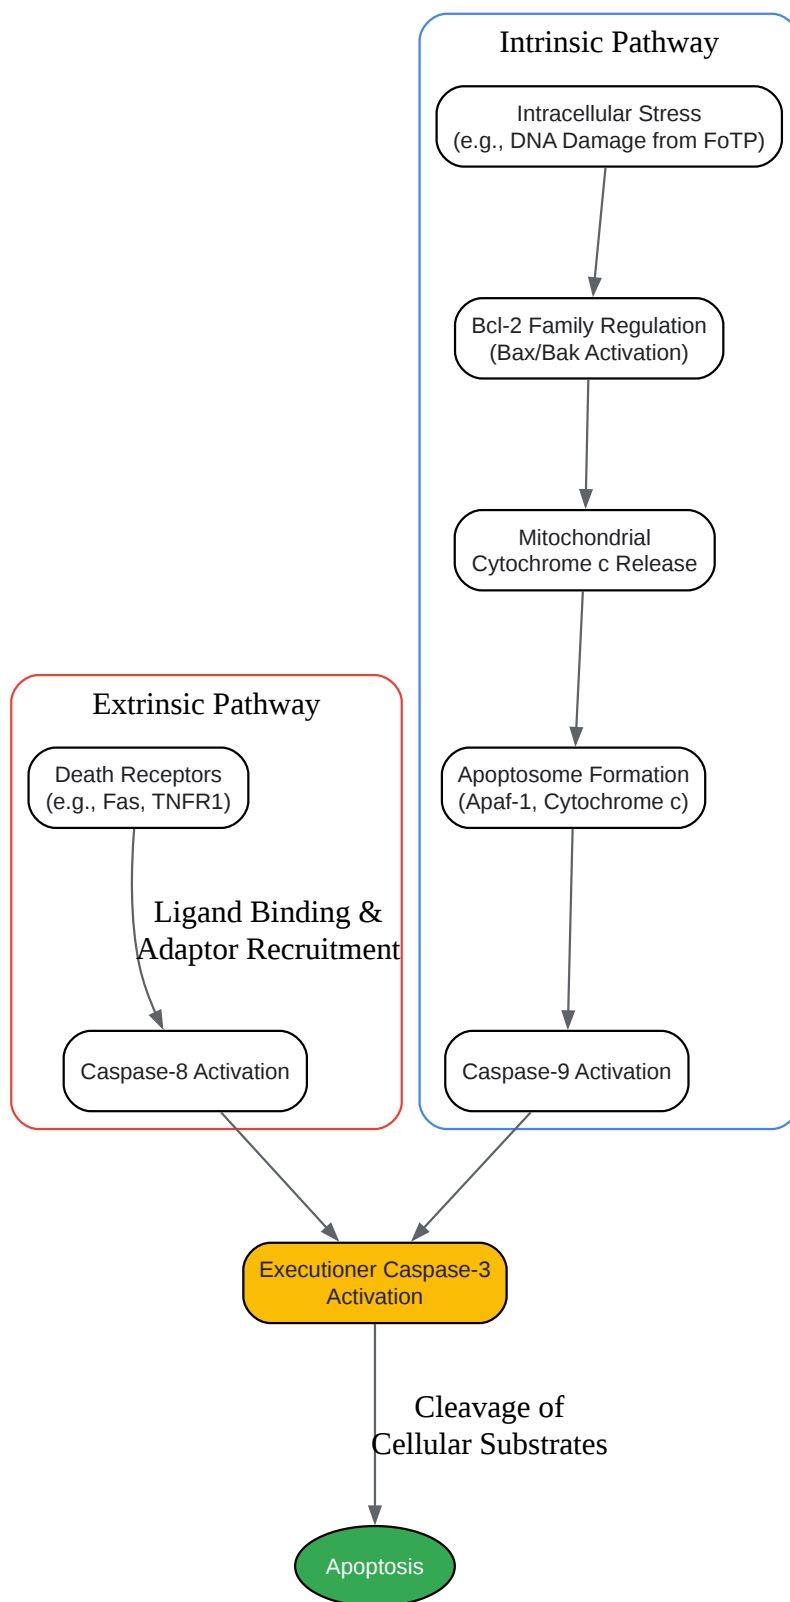 Intrinsic Pathway
Intracellular Stress
(e.g., DNA Damage from FoTP)
Bcl-2 Family Regulation
(Bax/Bak Activation)
Mitochondrial
Cytochrome c Release
Extrinsic Pathway
Death Receptors
(e.g., Fas, TNFR1)
Apoptosome Formation
(Apaf-1, Cytochrome c)
Ligand Binding &
Adaptor Recruitment
Caspase-8 Activation
Caspase-9 Activation
Executioner Caspase-3
Activation
Cleavage of
Cellular Substrates
Apoptosis